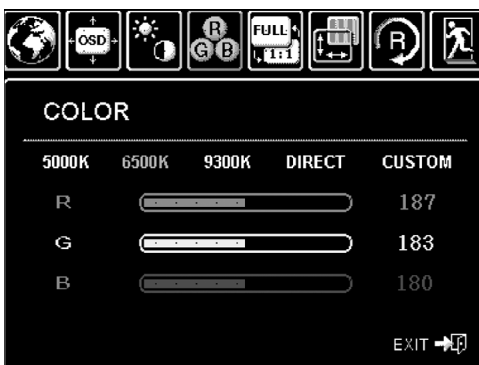 OSD R G B FULL 1:1 R
COLOR
5000K 6500K 9300K DIRECT CUSTOM
R 187
G 183
B 180
EXIT